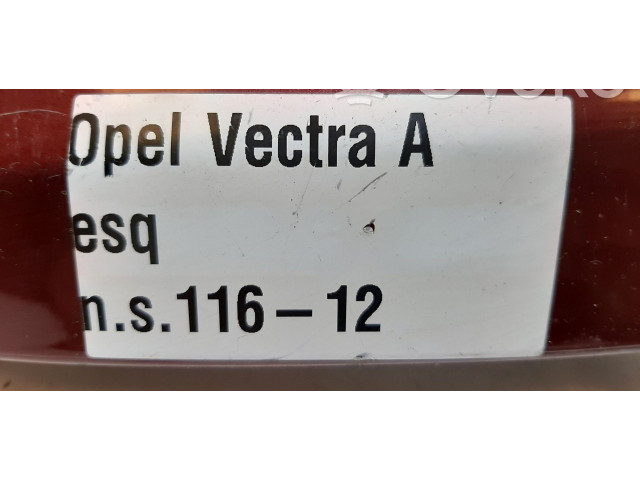 Opel Vectra A
esq
n.s.116–12